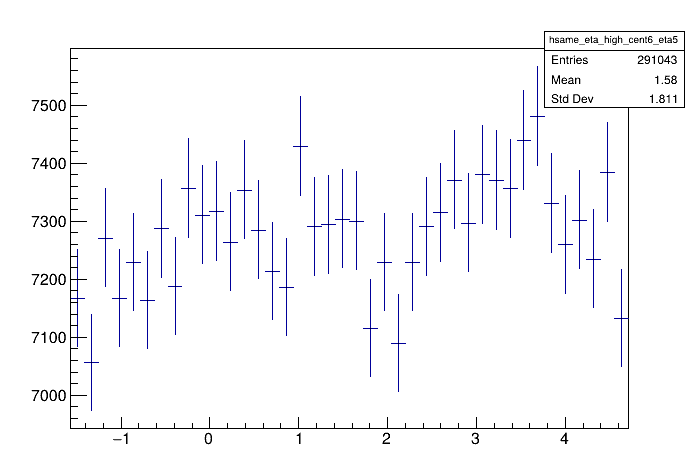 hsame_eta_high_cent6_eta5
Entries 291043
Mean 1.58
Std Dev 1.811
7500
7400
7300
7200
7100
7000
−1 0 1 2 3 4